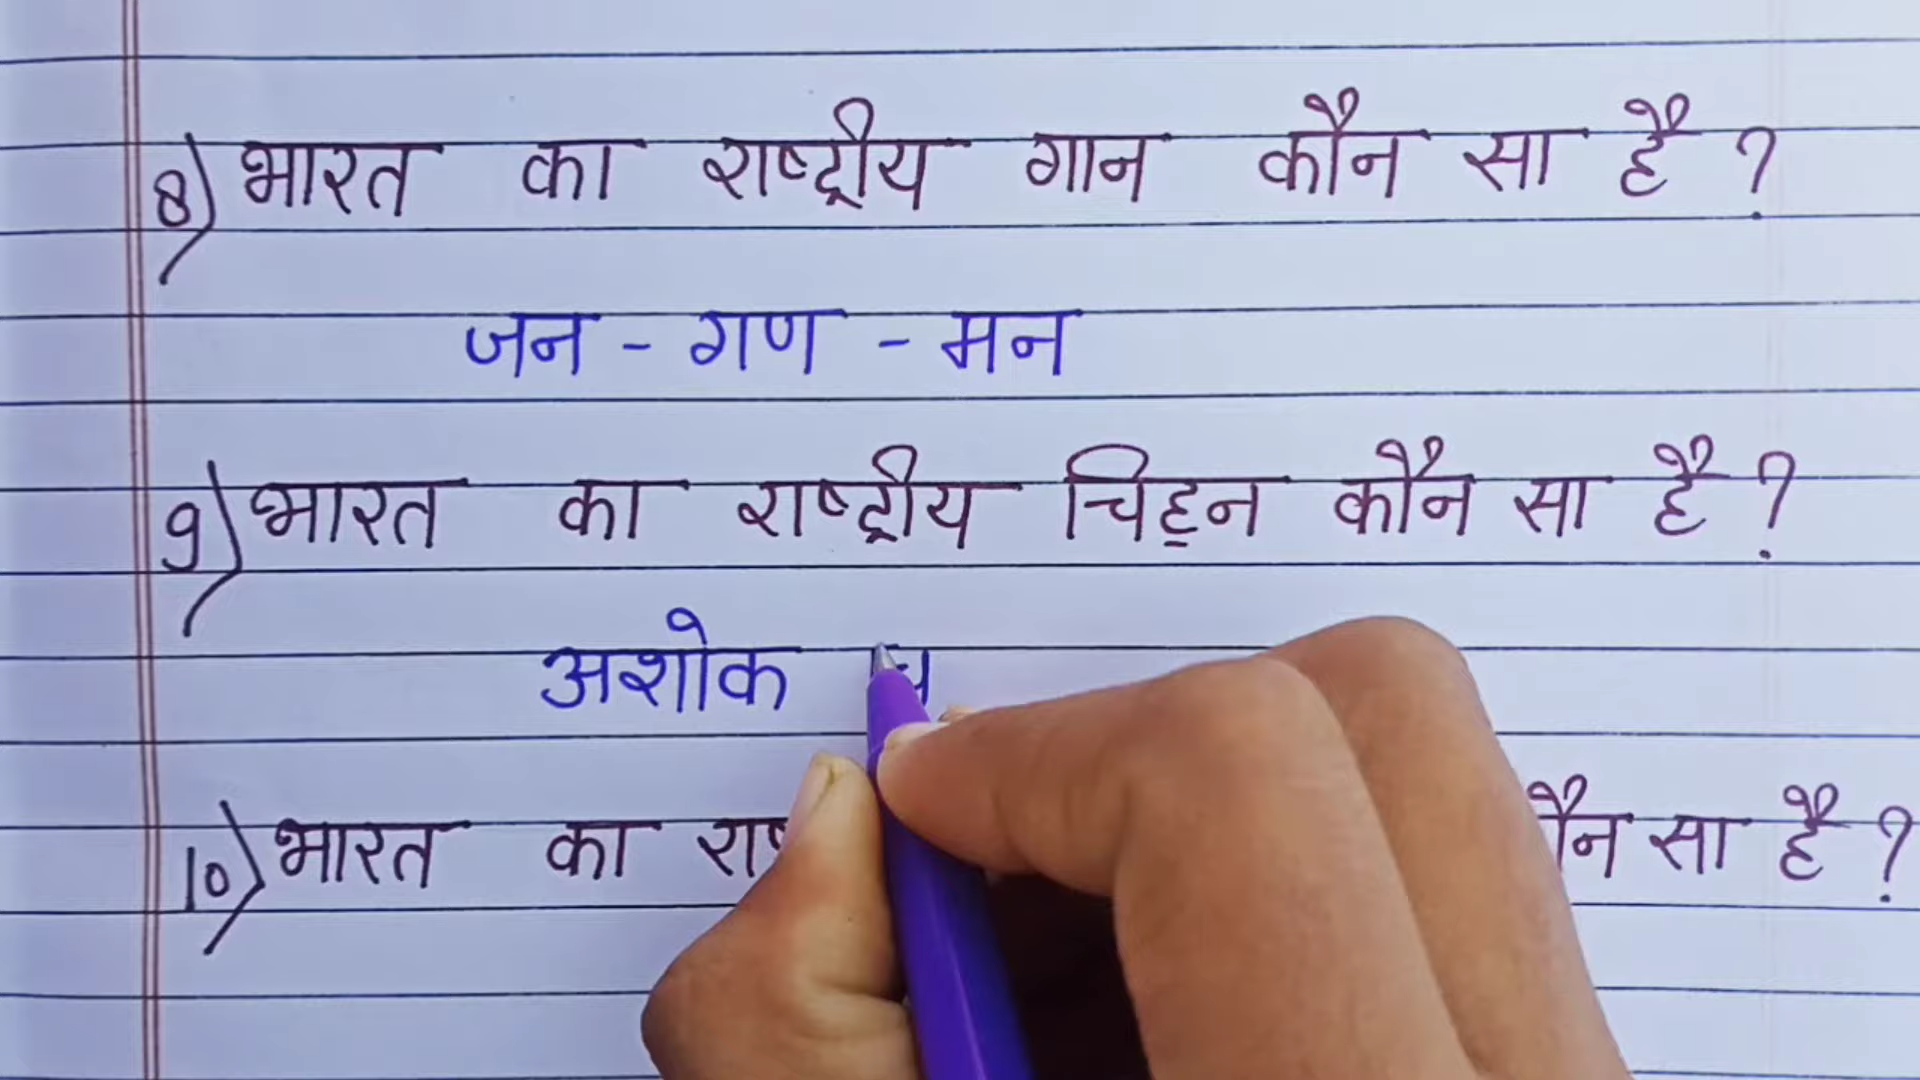 8) भारत का राष्ट्रीय गान कौन सा है ?
जन - गण - मन
9) भारत का राष्ट्रीय चिह्न कौन सा है ?
अशोक
10) भारत का सा है ?